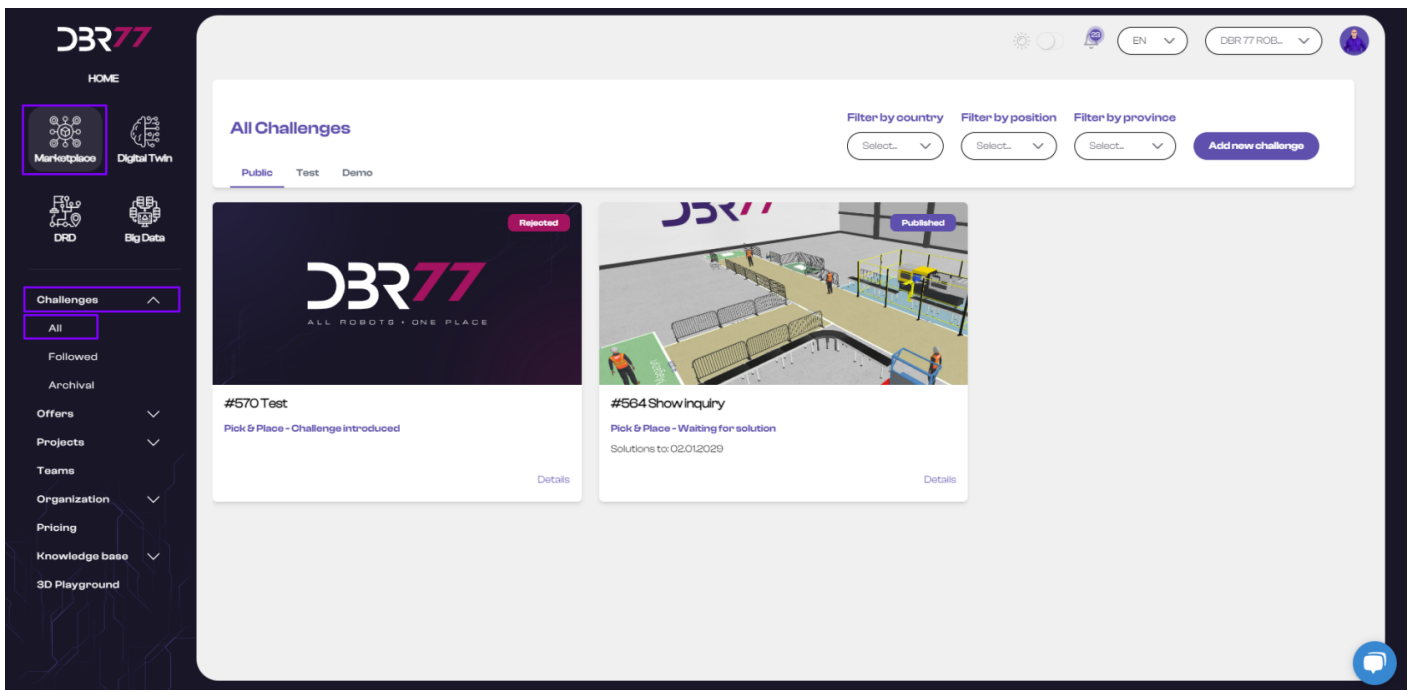 DBR77
HOME
Marketplace
Digital Twin
DRD
Big Data
Challenges
All
Followed
Archival
Offers
Projects
Teams
Organization
Pricing
Knowledge base
3D Playground
EN
DBR 77 ROB...
All Challenges
Filter by country
Filter by position
Filter by province
Select...
Select...
Select...
Add new challenge
Public
Test
Demo
Rejected
DBR77
ALL ROBOTS • ONE PLACE
#570 Test
Pick & Place - Challenge introduced
Details
DBR77
Published
#564 Show inquiry
Pick & Place - Waiting for solution
Solutions to: 02.01.2029
Details